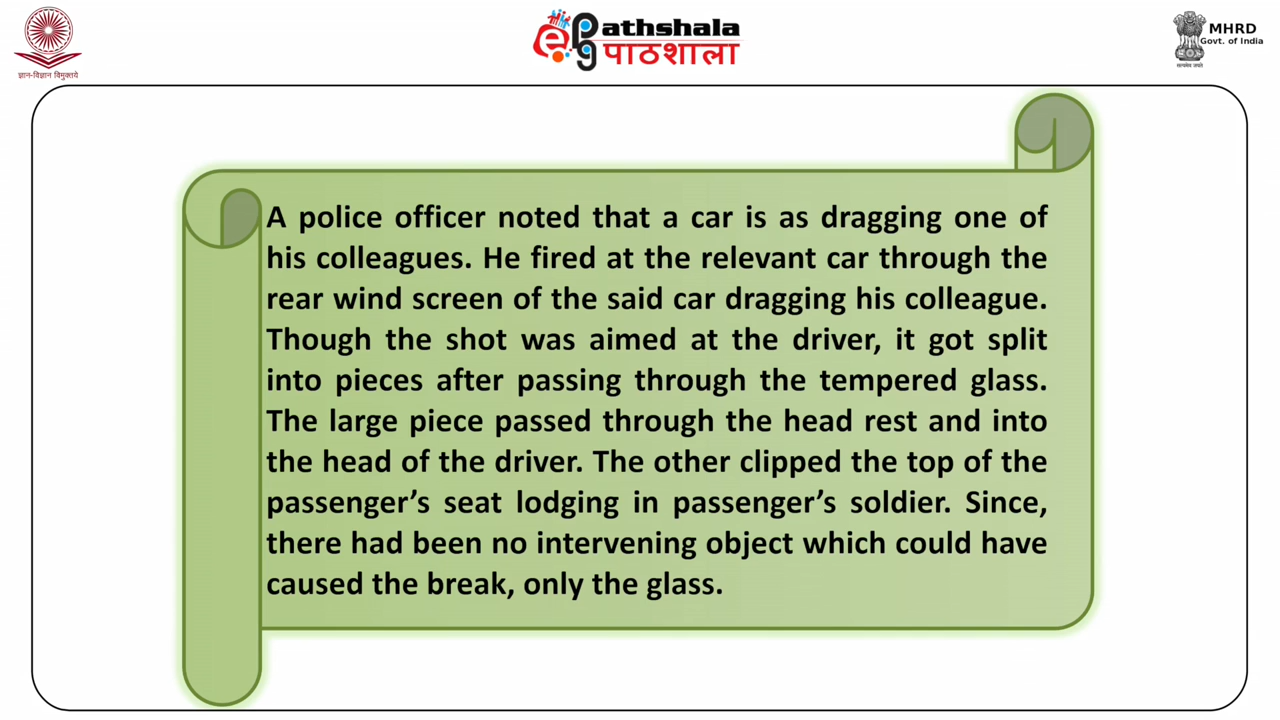 ज्ञान-विज्ञान विमुक्तये
ePG Pathshala
पाठशाला
MHRD
Govt. of India
सत्यमेव जयते
A police officer noted that a car is as dragging one of
his colleagues. He fired at the relevant car through the
rear wind screen of the said car dragging his colleague.
Though the shot was aimed at the driver, it got split
into pieces after passing through the tempered glass.
The large piece passed through the head rest and into
the head of the driver. The other clipped the top of the
passenger’s seat lodging in passenger’s soldier. Since,
there had been no intervening object which could have
caused the break, only the glass.